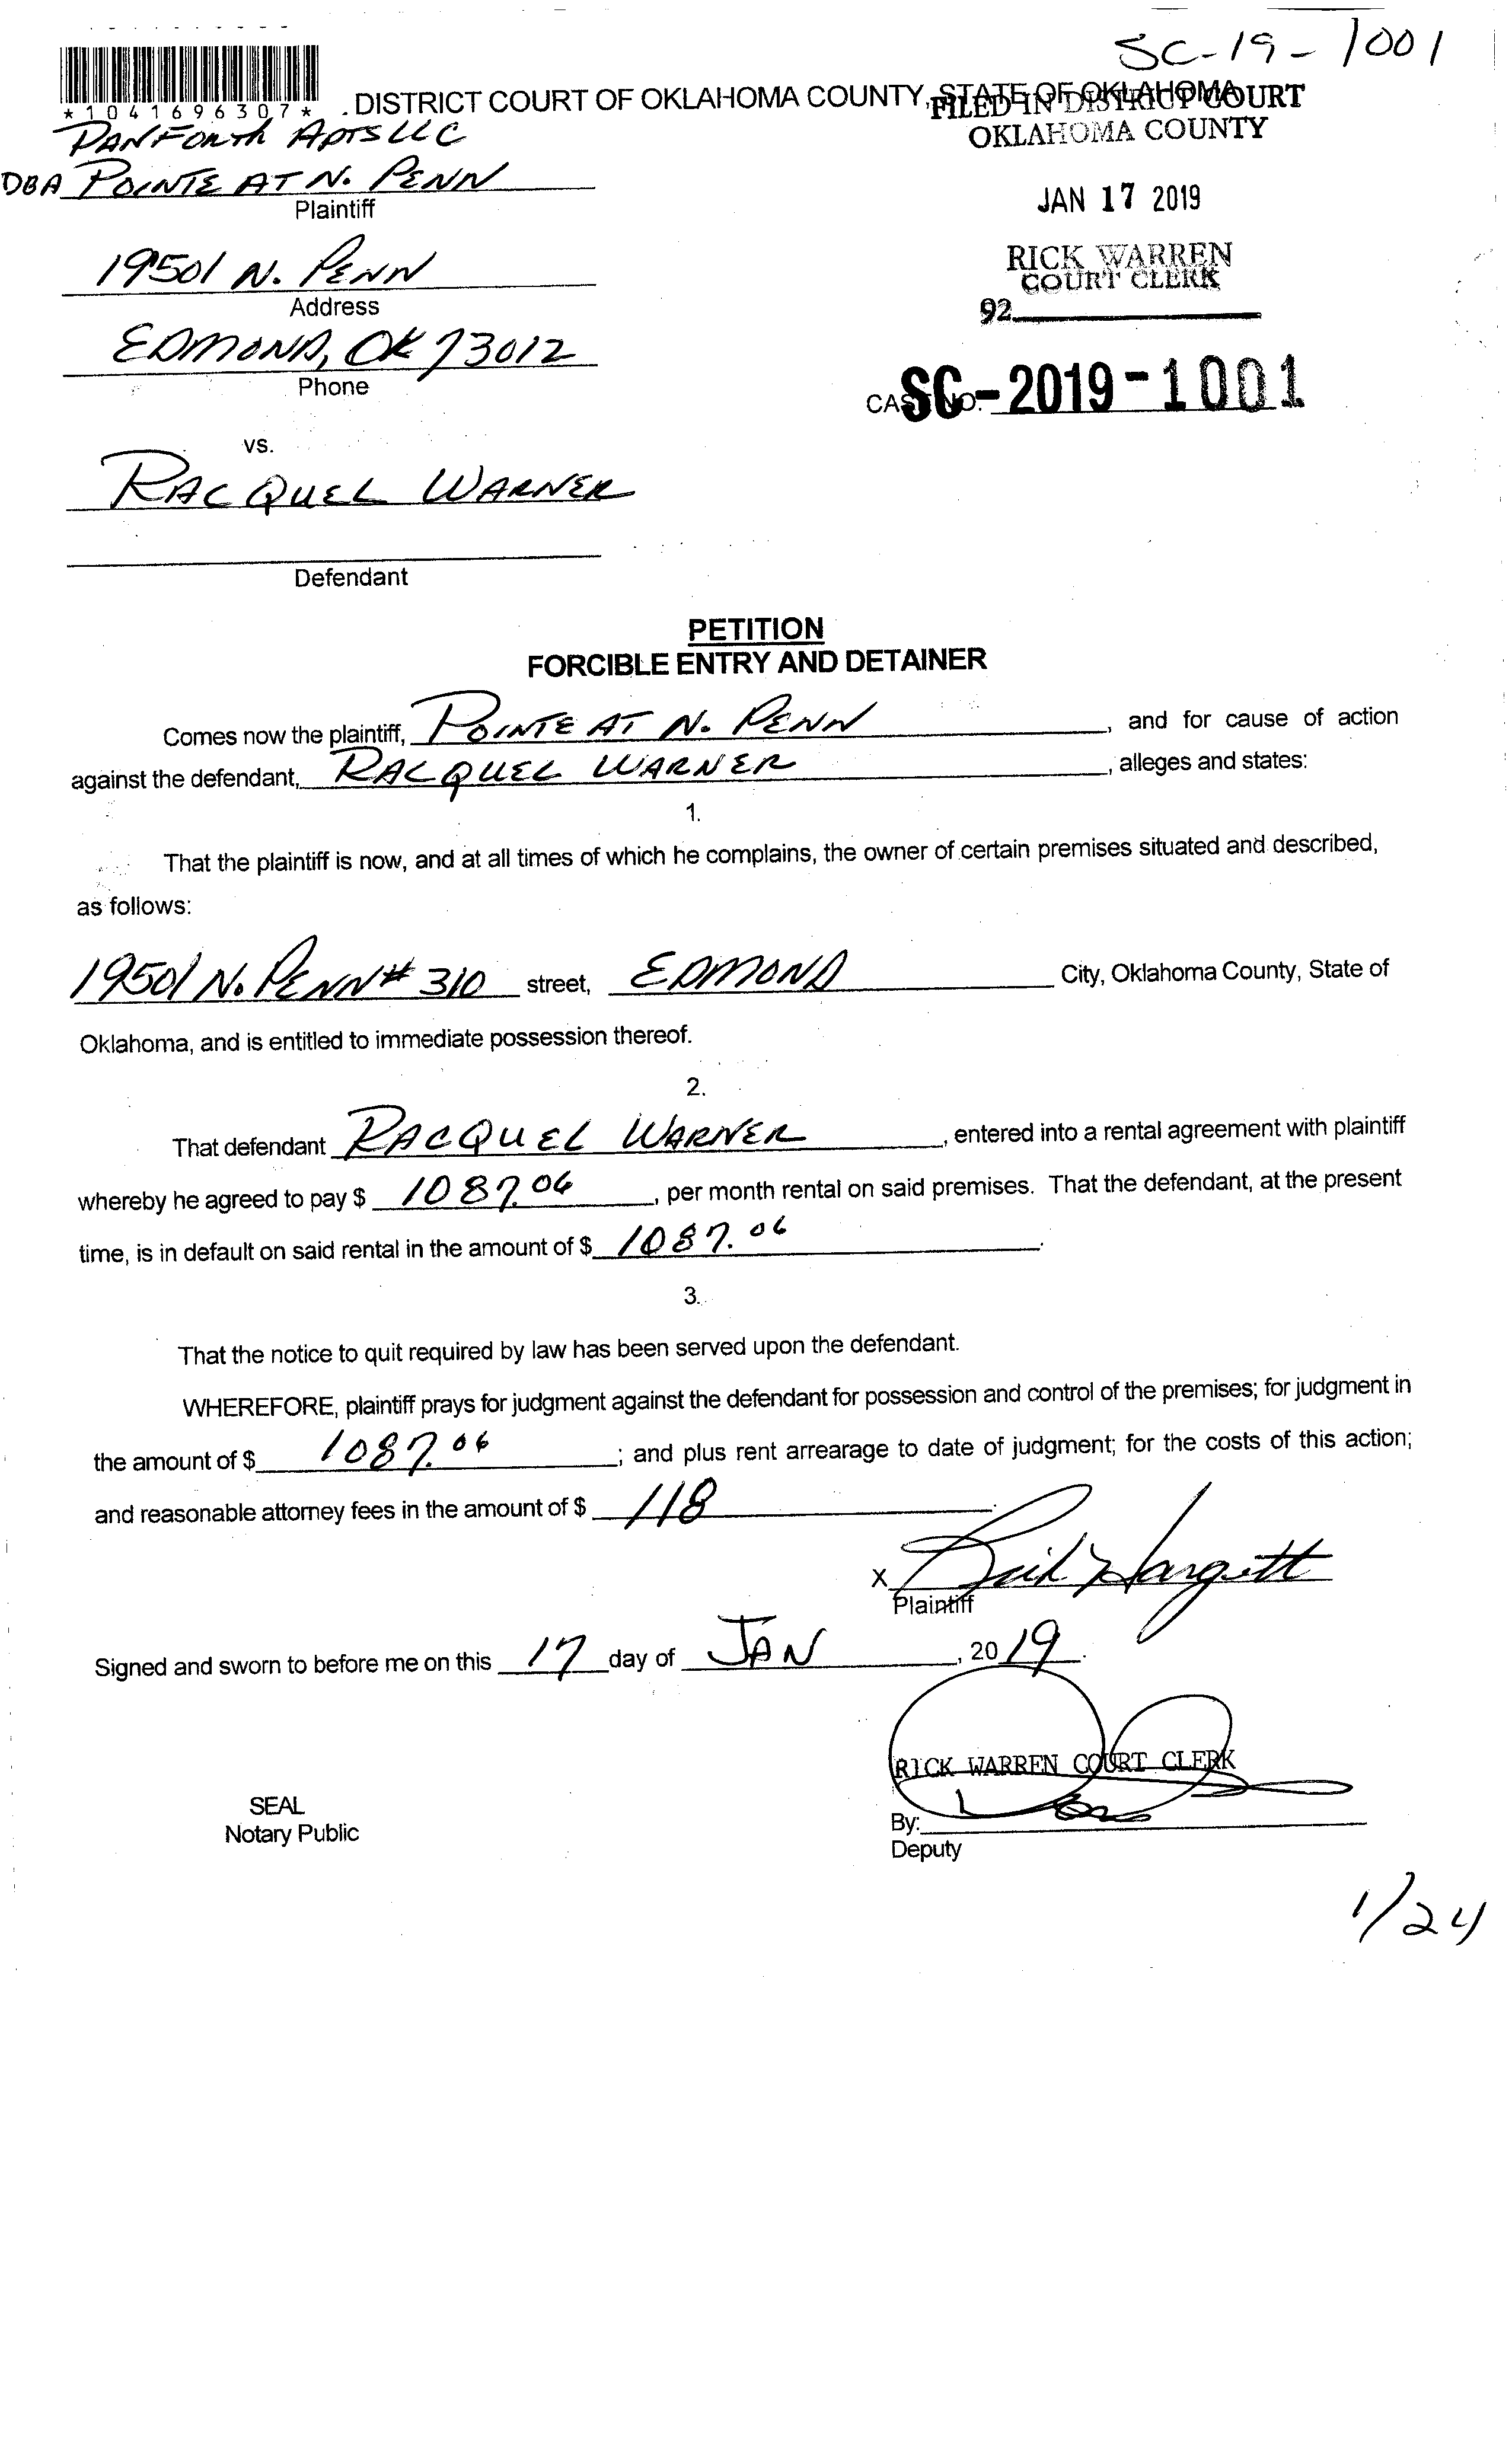 SC-19-1001
*1041696307*
. DISTRICT COURT OF OKLAHOMA COUNTY, STATE OF OKLAHOMA
FILED IN DISTRICT COURT
OKLAHOMA COUNTY
DANFORTH APTS LLC
DBA POINTE AT N. PENN
Plaintiff
JAN 17 2019
19501 N. PENN
Address
RICK WARREN
COURT CLERK
92
EDMOND, OK 73012
Phone
CASE NO. SC-2019-1001
vs.
RACQUEL WARNER
Defendant
PETITION
FORCIBLE ENTRY AND DETAINER
Comes now the plaintiff, POINTE AT N. PENN, and for cause of action
against the defendant, RACQUEL WARNER, alleges and states:
1.
That the plaintiff is now, and at all times of which he complains, the owner of certain premises situated and described,
as follows:
19501 N. PENN # 310 street, EDMOND City, Oklahoma County, State of
Oklahoma, and is entitled to immediate possession thereof.
2.
That defendant RACQUEL WARNER, entered into a rental agreement with plaintiff
whereby he agreed to pay $ 1087.06, per month rental on said premises. That the defendant, at the present
time, is in default on said rental in the amount of $ 1087.06.
3.
That the notice to quit required by law has been served upon the defendant.
WHEREFORE, plaintiff prays for judgment against the defendant for possession and control of the premises; for judgment in
the amount of $ 1087.06; and plus rent arrearage to date of judgment; for the costs of this action;
and reasonable attorney fees in the amount of $ 118.
X Hargett
Plaintiff
Signed and sworn to before me on this 17 day of JAN, 2019.
RICK WARREN COURT CLERK
SEAL
Notary Public
By:
Deputy
1/24